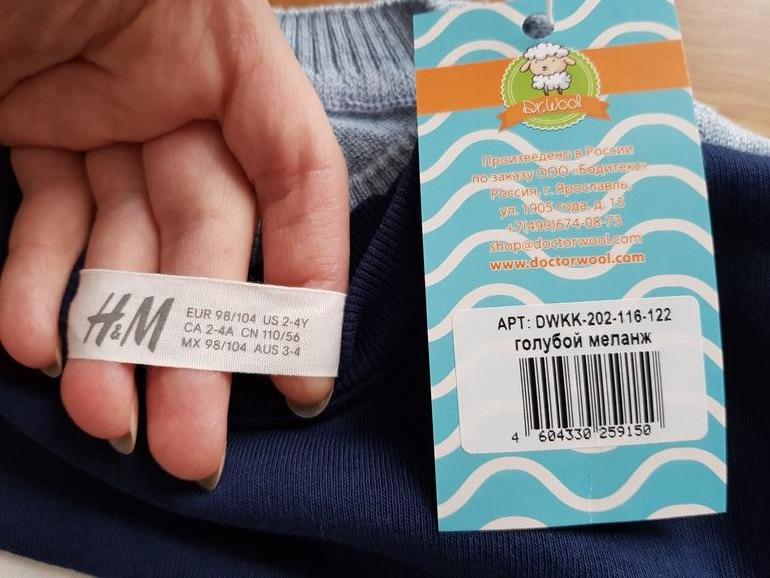 H&M
EUR 98/104 US 2-4Y
CA 2-4A CN 110/56
MX 98/104 AUS 3-4
Dr.Wool
Произведено в России
по заказу ООО «Бодитекс»
Россия, г. Ярославль,
ул. 1905 года, д. 15
+7(499)674-08-73
shop@doctorwool.com
www.doctorwool.com
АРТ: DWKK-202-116-122
голубой меланж
4 604330 259150